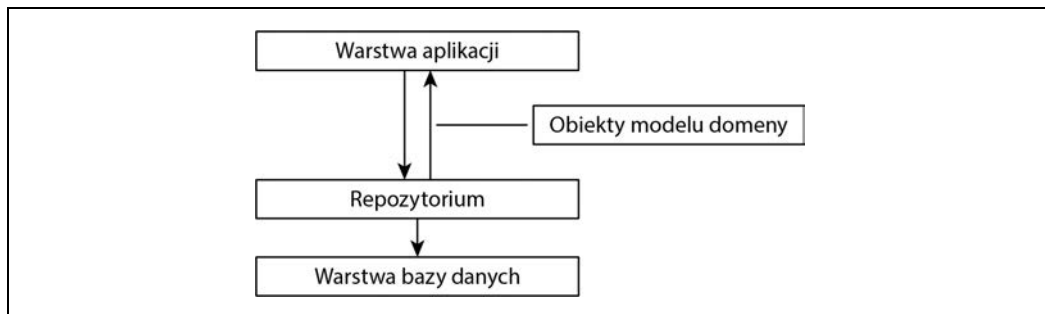 Warstwa aplikacji
Obiekty modelu domeny
Repozytorium
Warstwa bazy danych